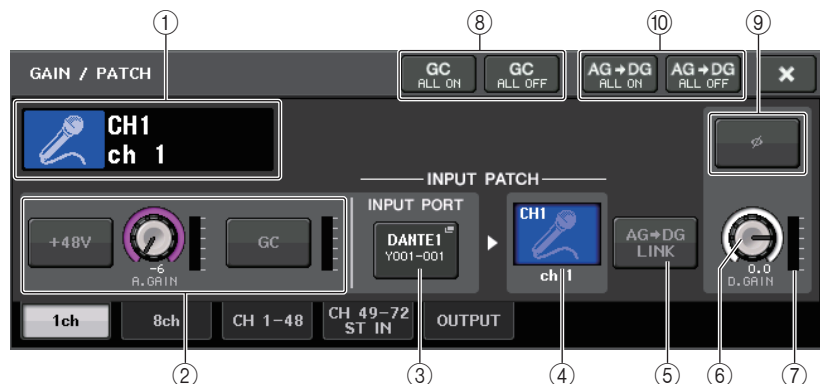 ① ⑧ ⑩ ⑨
GAIN / PATCH
GC
ALL ON
GC
ALL OFF
AG➔DG
ALL ON
AG➔DG
ALL OFF
×
CH1
ch 1
ø
INPUT PATCH
INPUT PORT
+48V
-6
A.GAIN
GC
DANTE1
Y001-001
CH1
ch 1
AG➔DG
LINK
0.0
D.GAIN
1ch
8ch
CH 1-48
CH 49-72
ST IN
OUTPUT
② ③ ④ ⑤ ⑥ ⑦